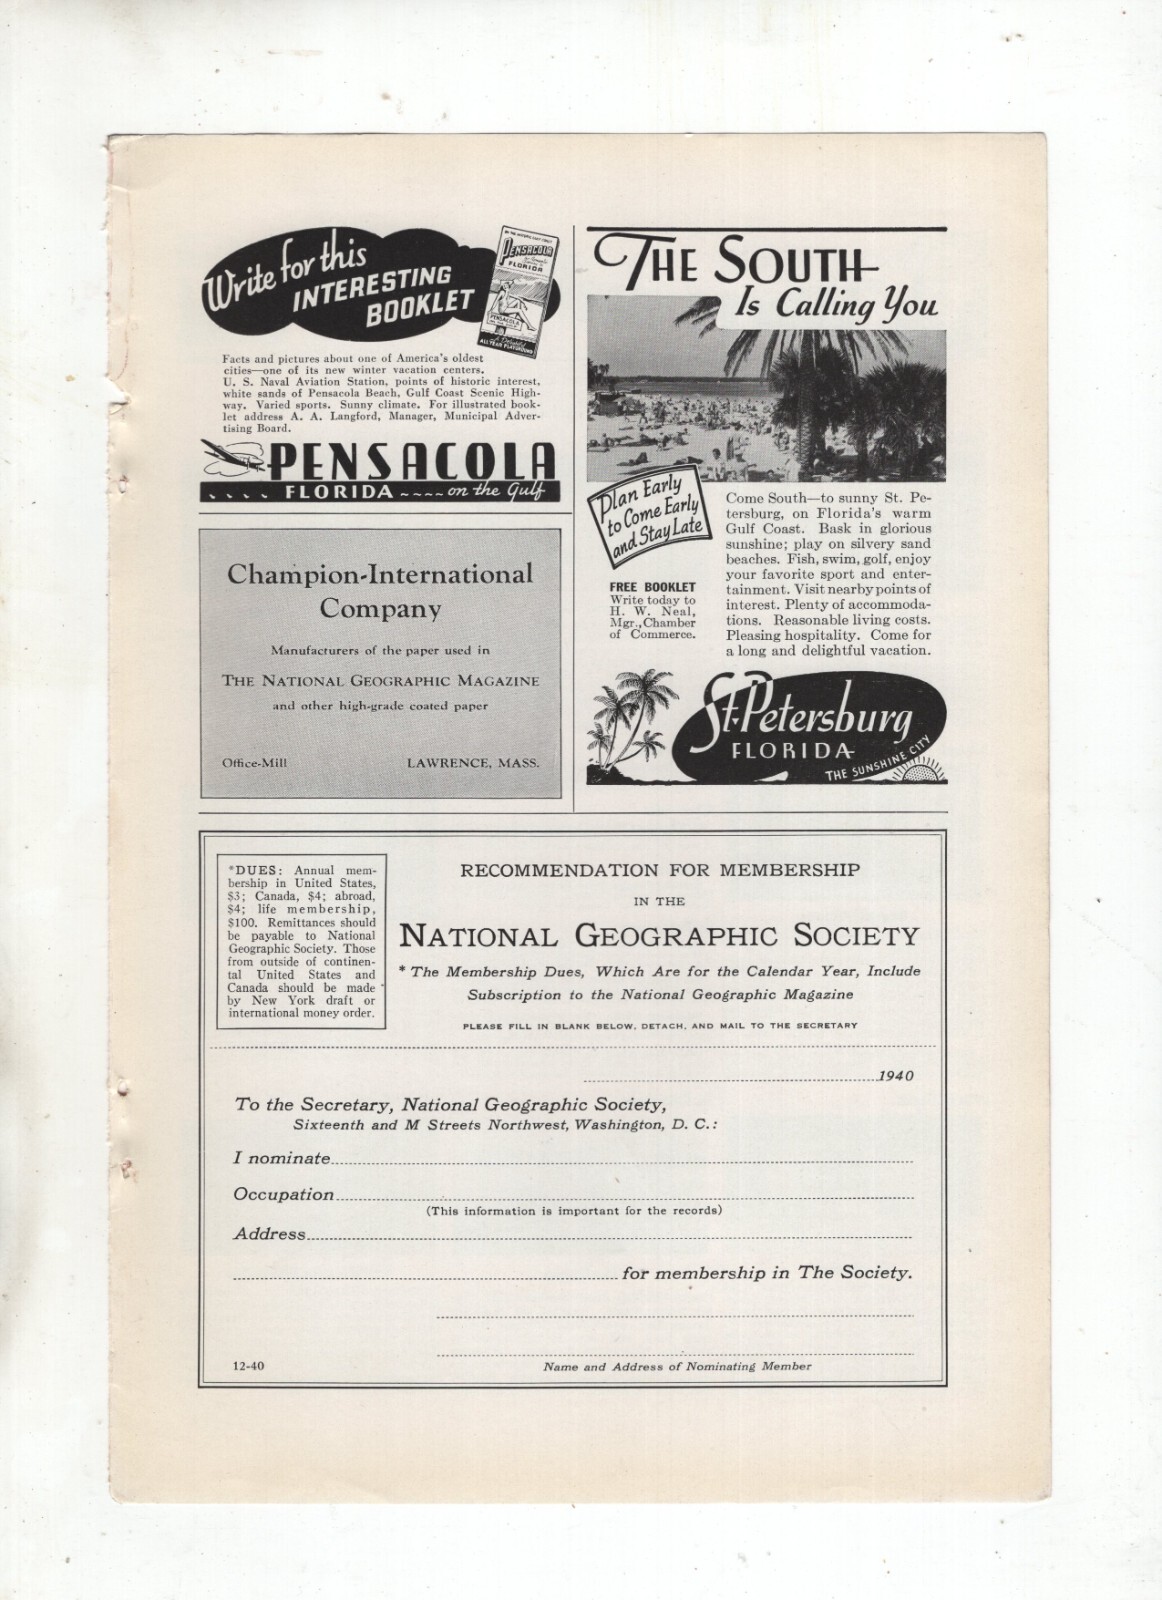 Write for this
INTERESTING
BOOKLET
PENSACOLA
FLORIDA
PENSACOLA
ALL YEAR PLAYGROUND
Facts and pictures about one of America's oldest
cities—one of its new winter vacation centers.
U. S. Naval Aviation Station, points of historic interest,
white sands of Pensacola Beach, Gulf Coast Scenic High-
way. Varied sports. Sunny climate. For illustrated book-
let address A. A. Langford, Manager, Municipal Adver-
tising Board.
PENSACOLA
FLORIDA ~~~~ on the Gulf
Champion-International
Company
Manufacturers of the paper used in
THE NATIONAL GEOGRAPHIC MAGAZINE
and other high-grade coated paper
Office-Mill LAWRENCE, MASS.
THE SOUTH
Is Calling You
Plan Early
to Come Early
and Stay Late
FREE BOOKLET
Write today to
H. W. Neal,
Mgr., Chamber
of Commerce.
Come South—to sunny St. Pe-
tersburg, on Florida's warm
Gulf Coast. Bask in glorious
sunshine; play on silvery sand
beaches. Fish, swim, golf, enjoy
your favorite sport and enter-
tainment. Visit nearby points of
interest. Plenty of accommoda-
tions. Reasonable living costs.
Pleasing hospitality. Come for
a long and delightful vacation.
St. Petersburg
FLORIDA
THE SUNSHINE CITY
*DUES: Annual mem-
bership in United States,
$3; Canada, $4; abroad,
$4; life membership,
$100. Remittances should
be payable to National
Geographic Society. Those
from outside of continen-
tal United States and
Canada should be made
by New York draft or
international money order.
RECOMMENDATION FOR MEMBERSHIP
IN THE
NATIONAL GEOGRAPHIC SOCIETY
* The Membership Dues, Which Are for the Calendar Year, Include
Subscription to the National Geographic Magazine
PLEASE FILL IN BLANK BELOW, DETACH, AND MAIL TO THE SECRETARY
1940
To the Secretary, National Geographic Society,
Sixteenth and M Streets Northwest, Washington, D. C.:
I nominate
Occupation
(This information is important for the records)
Address
for membership in The Society.
12-40 Name and Address of Nominating Member